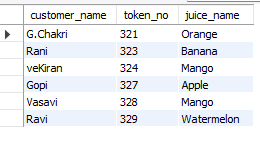 customer_name token_no juice_name
G.Chakri 321 Orange
Rani 323 Banana
veKiran 324 Mango
Gopi 327 Apple
Vasavi 328 Mango
Ravi 329 Watermelon